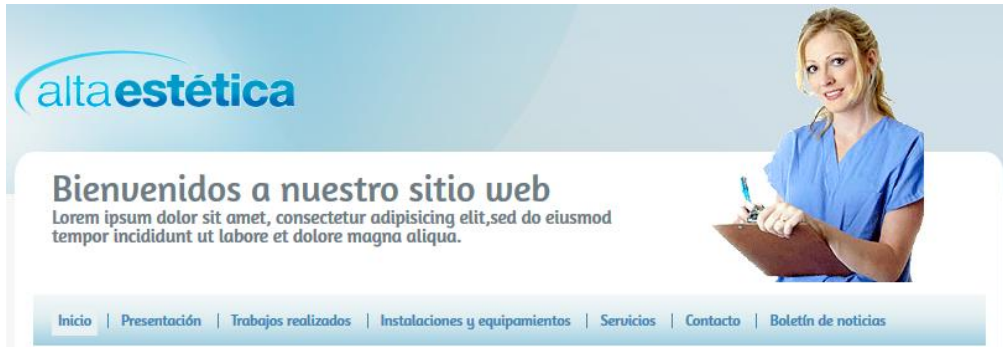 altaestética
Bienvenidos a nuestro sitio web
Lorem ipsum dolor sit amet, consectetur adipisicing elit,sed do eiusmod
tempor incididunt ut labore et dolore magna aliqua.
Inicio | Presentación | Trabajos realizados | Instalaciones y equipamientos | Servicios | Contacto | Boletín de noticias